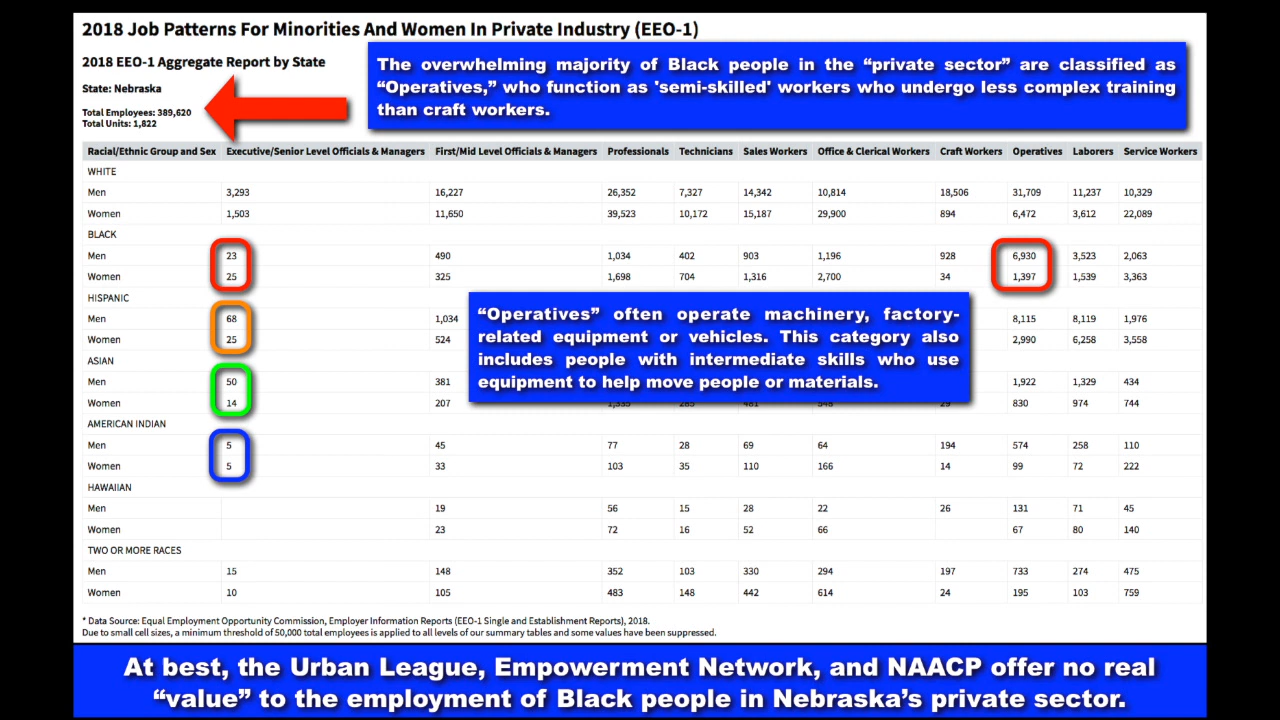 2018 Job Patterns For Minorities And Women In Private Industry (EEO-1)
2018 EEO-1 Aggregate Report by State
State: Nebraska
Total Employees: 389,620
Total Units: 1,822
The overwhelming majority of Black people in the “private sector” are classified as
“Operatives,” who function as 'semi-skilled' workers who undergo less complex training
than craft workers.
Racial/Ethnic Group and Sex Executive/Senior Level Officials & Managers First/Mid Level Officials & Managers Professionals Technicians Sales Workers Office & Clerical Workers Craft Workers Operatives Laborers Service Workers
WHITE
Men 3,293 16,227 26,352 7,327 14,342 10,814 18,506 31,709 11,237 10,329
Women 1,503 11,650 39,523 10,172 15,187 29,900 894 6,472 3,612 22,089
BLACK
Men 23 490 1,034 402 903 1,196 928 6,930 3,523 2,063
Women 25 325 1,698 704 1,316 2,700 34 1,397 1,539 3,363
HISPANIC
Men 68 1,034 8,115 8,119 1,976
Women 25 524 2,990 6,258 3,558
ASIAN
Men 50 381 1,922 1,329 434
Women 14 207 830 974 744
“Operatives” often operate machinery, factory-
related equipment or vehicles. This category also
includes people with intermediate skills who use
equipment to help move people or materials.
AMERICAN INDIAN
Men 5 45 77 28 69 64 194 574 258 110
Women 5 33 103 35 110 166 14 99 72 222
HAWAIIAN
Men 19 56 15 28 22 26 131 71 45
Women 23 72 16 52 66 67 80 140
TWO OR MORE RACES
Men 15 148 352 103 330 294 197 733 274 475
Women 10 105 483 148 442 614 24 195 103 759
* Data Source: Equal Employment Opportunity Commission, Employer Information Reports (EEO-1 Single and Establishment Reports), 2018.
Due to small cell sizes, a minimum threshold of 50,000 total employees is applied to all levels of our summary tables and some values have been suppressed.
At best, the Urban League, Empowerment Network, and NAACP offer no real
“value” to the employment of Black people in Nebraska’s private sector.